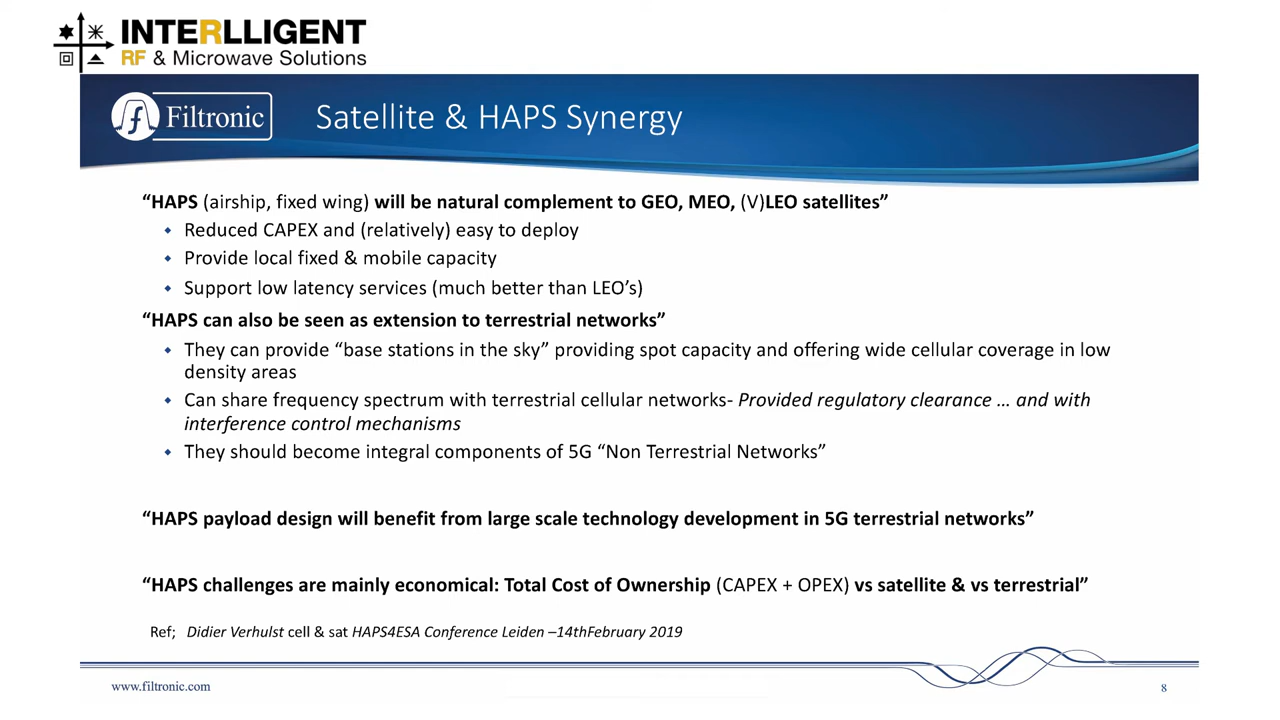 INTERLLIGENT
RF & Microwave Solutions
Filtronic
Satellite & HAPS Synergy
“HAPS (airship, fixed wing) will be natural complement to GEO, MEO, (V)LEO satellites”
Reduced CAPEX and (relatively) easy to deploy
Provide local fixed & mobile capacity
Support low latency services (much better than LEO’s)
“HAPS can also be seen as extension to terrestrial networks”
They can provide “base stations in the sky” providing spot capacity and offering wide cellular coverage in low
density areas
Can share frequency spectrum with terrestrial cellular networks- Provided regulatory clearance … and with
interference control mechanisms
They should become integral components of 5G “Non Terrestrial Networks”
“HAPS payload design will benefit from large scale technology development in 5G terrestrial networks”
“HAPS challenges are mainly economical: Total Cost of Ownership (CAPEX + OPEX) vs satellite & vs terrestrial”
Ref; Didier Verhulst cell & sat HAPS4ESA Conference Leiden –14thFebruary 2019
www.filtronic.com
8